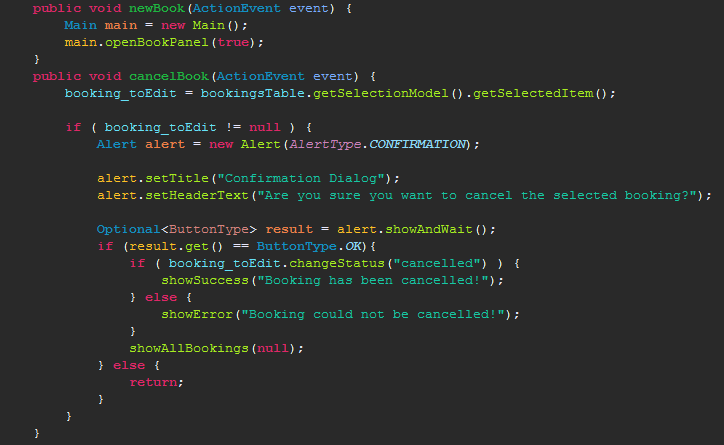 public void newBook(ActionEvent event) {
    Main main = new Main();
    main.openBookPanel(true);
}
public void cancelBook(ActionEvent event) {
    booking_toEdit = bookingsTable.getSelectionModel().getSelectedItem();
    if ( booking_toEdit != null ) {
        Alert alert = new Alert(AlertType.CONFIRMATION);
        alert.setTitle("Confirmation Dialog");
        alert.setHeaderText("Are you sure you want to cancel the selected booking?");
        Optional<ButtonType> result = alert.showAndWait();
        if (result.get() == ButtonType.OK){
            if ( booking_toEdit.changeStatus("cancelled") ) {
                showSuccess("Booking has been cancelled!");
            } else {
                showError("Booking could not be cancelled!");
            }
            showAllBookings(null);
        } else {
            return;
        }
    }
}